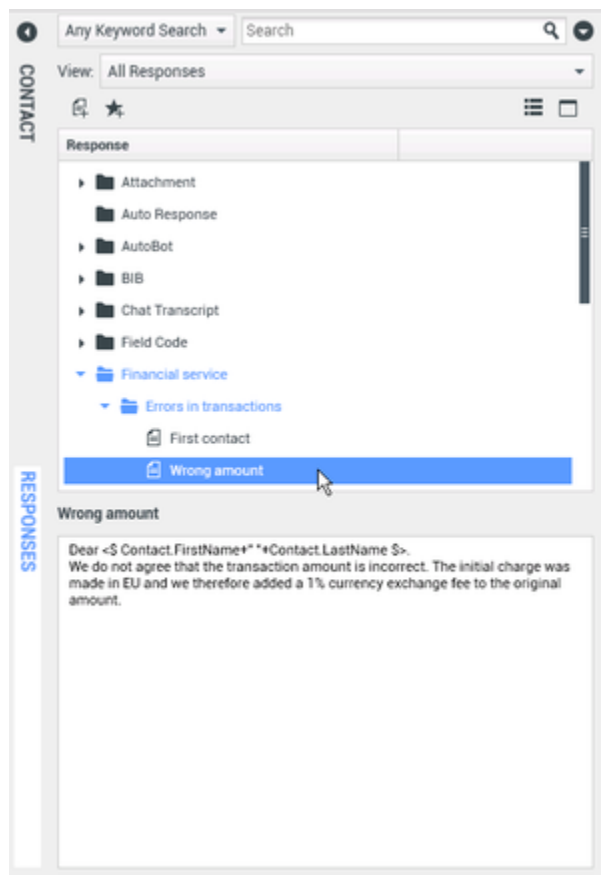 Any Keyword Search
Search
CONTACT
View: All Responses
Response
Attachment
Auto Response
AutoBot
BIB
Chat Transcript
Field Code
Financial service
Errors in transactions
First contact
Wrong amount
RESPONSES
Wrong amount
Dear <$ Contact.FirstName+" "+Contact.LastName $>.
We do not agree that the transaction amount is incorrect. The initial charge was
made in EU and we therefore added a 1% currency exchange fee to the original
amount.